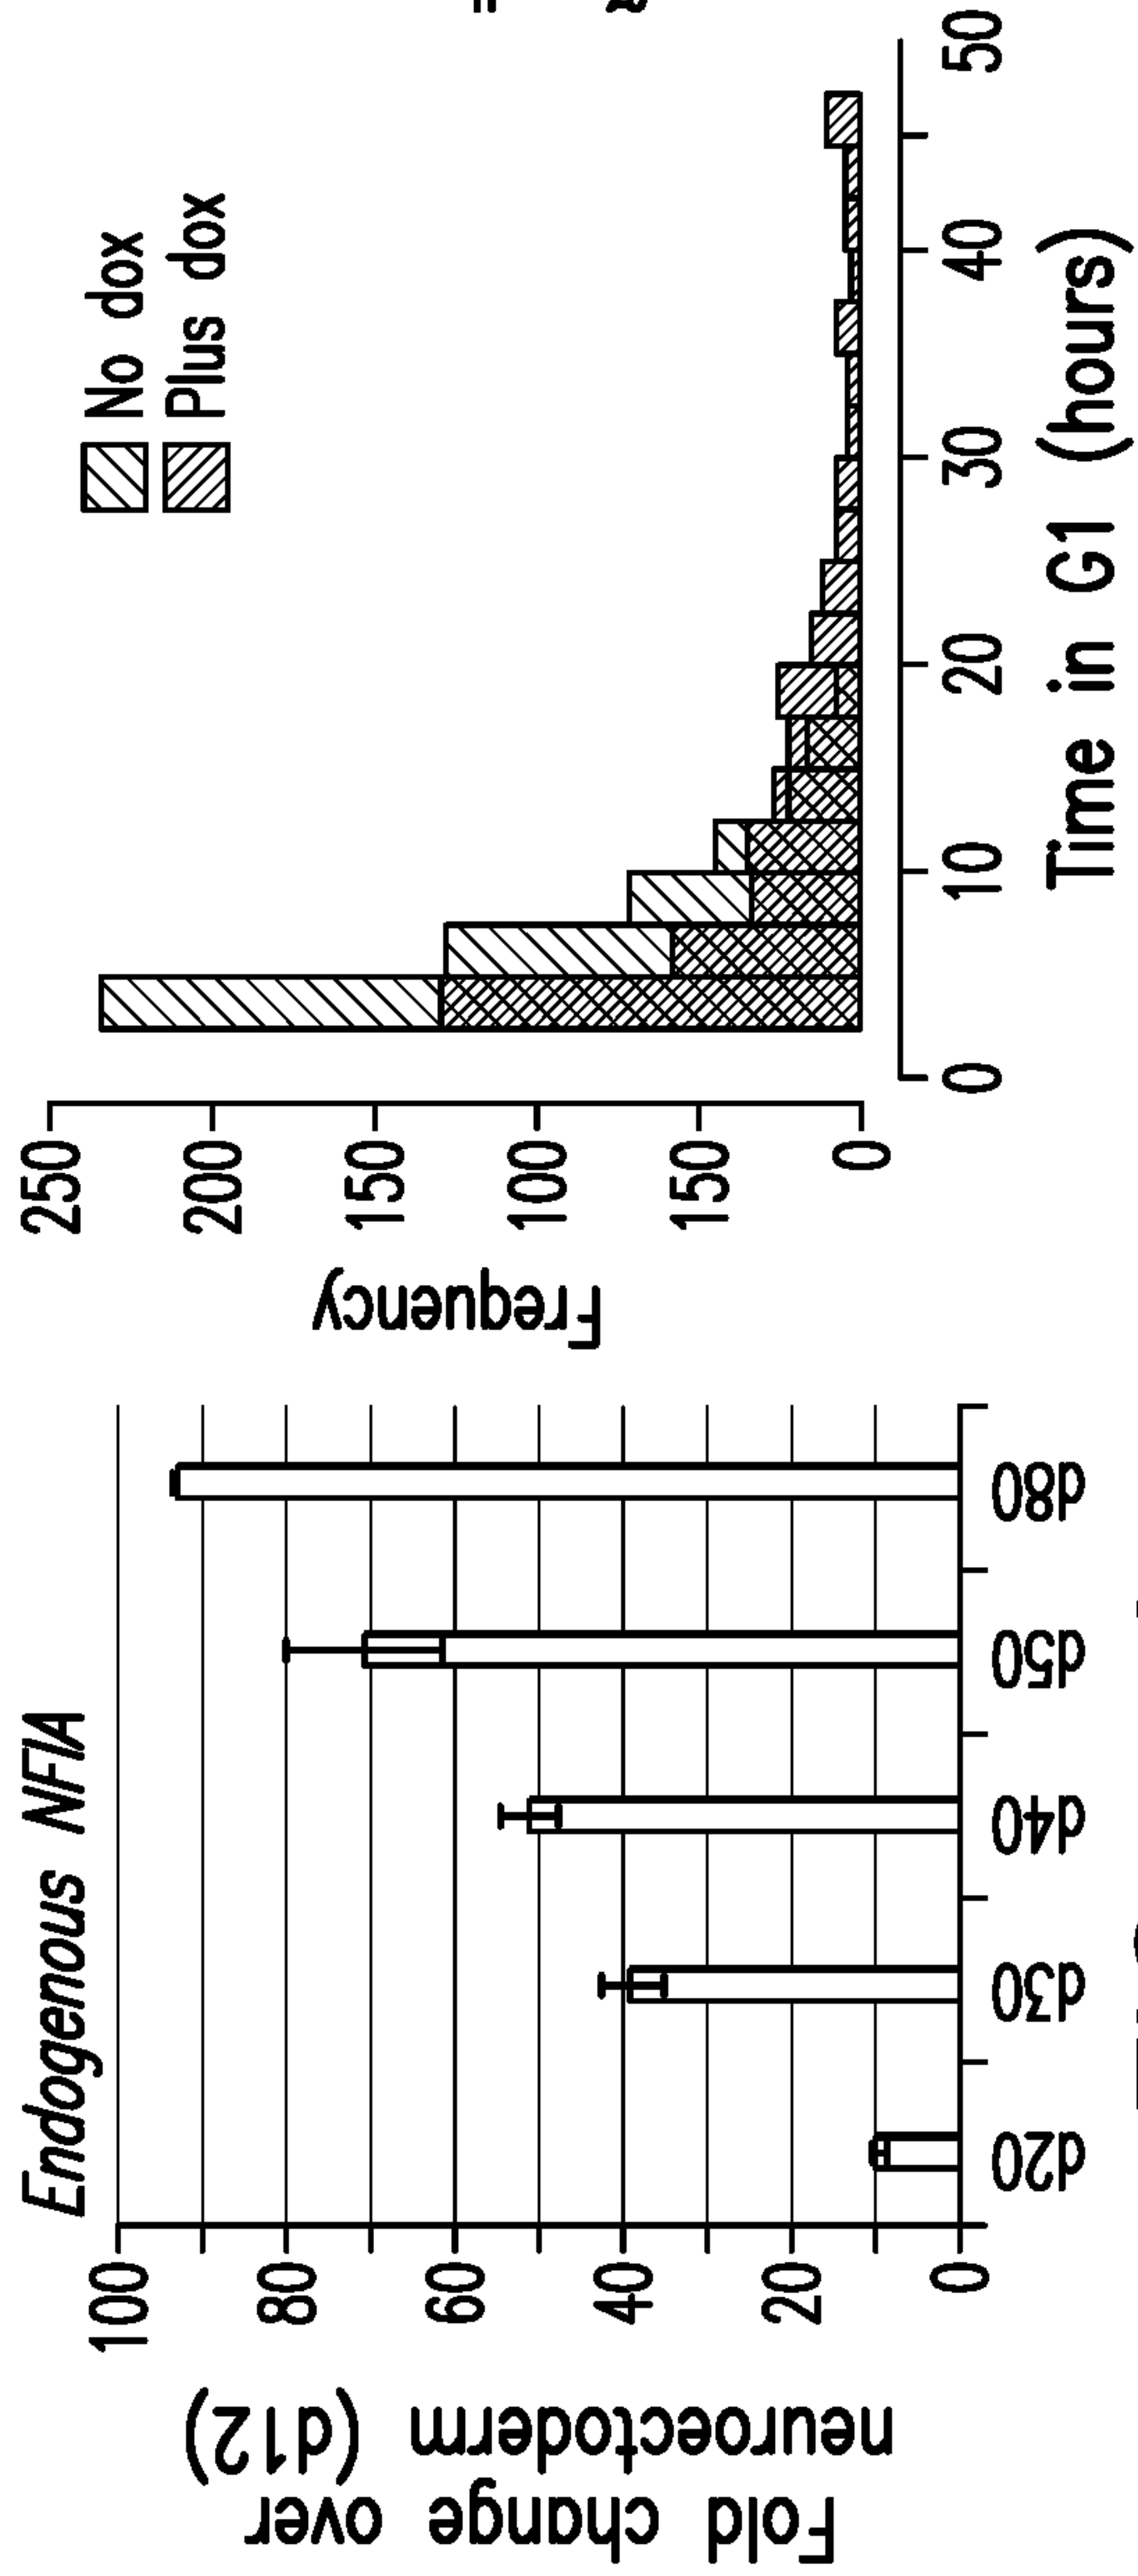 Endogenous NFIA
Fold change over
neuroectoderm (d12)
100
80
60
40
20
0
d20
d30
d40
d50
d80
No dox
Plus dox
Frequency
250
200
150
100
150
0
0
10
20
30
40
50
Time in G1 (hours)